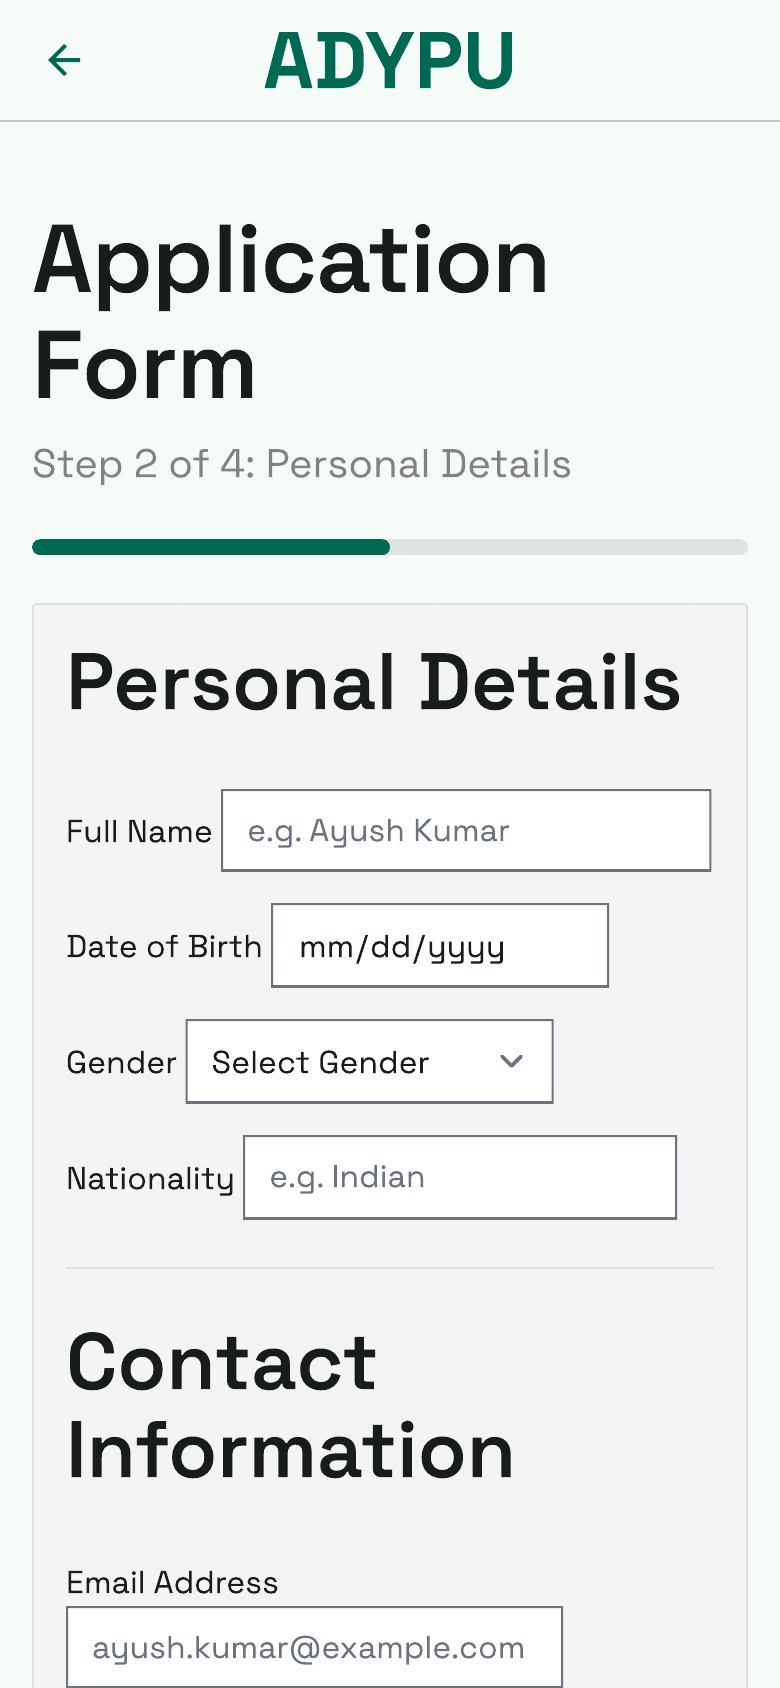 ADYPU
Application
Form
Step 2 of 4: Personal Details
Personal Details
Full Name e.g. Ayush Kumar
Date of Birth mm/dd/yyyy
Gender Select Gender
Nationality e.g. Indian
Contact
Information
Email Address
ayush.kumar@example.com